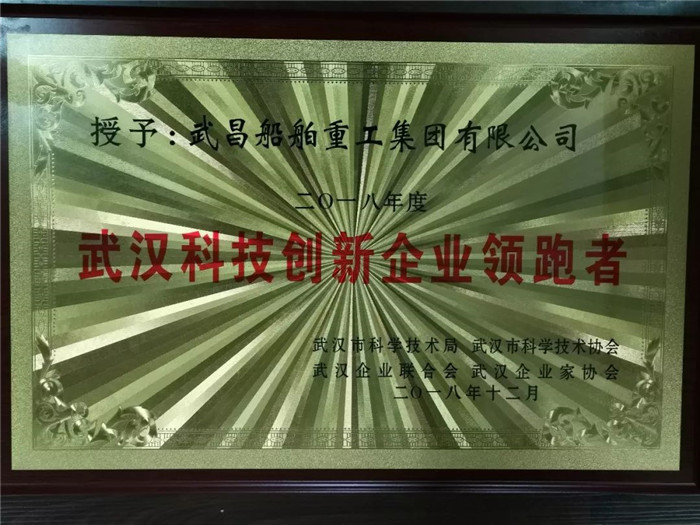 授予:武昌船舶重工集团有限公司
二〇一八年度
武汉科技创新企业领跑者
武汉市科学技术局 武汉市科学技术协会
武汉企业联合会 武汉企业家协会
二〇一八年十二月